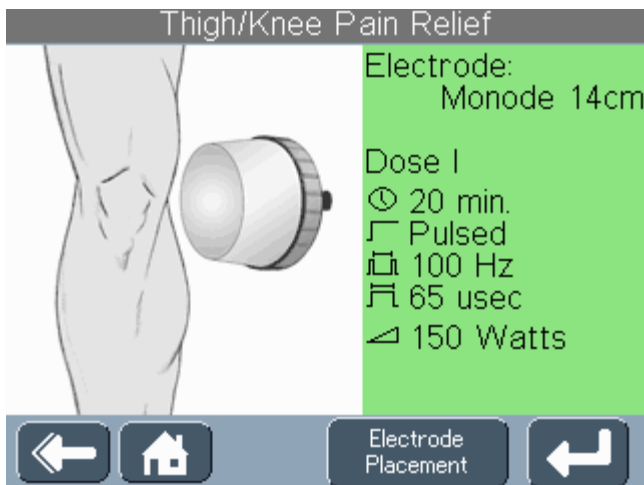 Thigh/Knee Pain Relief
Electrode:
Monode 14cm
Dose I
20 min.
Pulsed
100 Hz
65 usec
150 Watts
Electrode
Placement